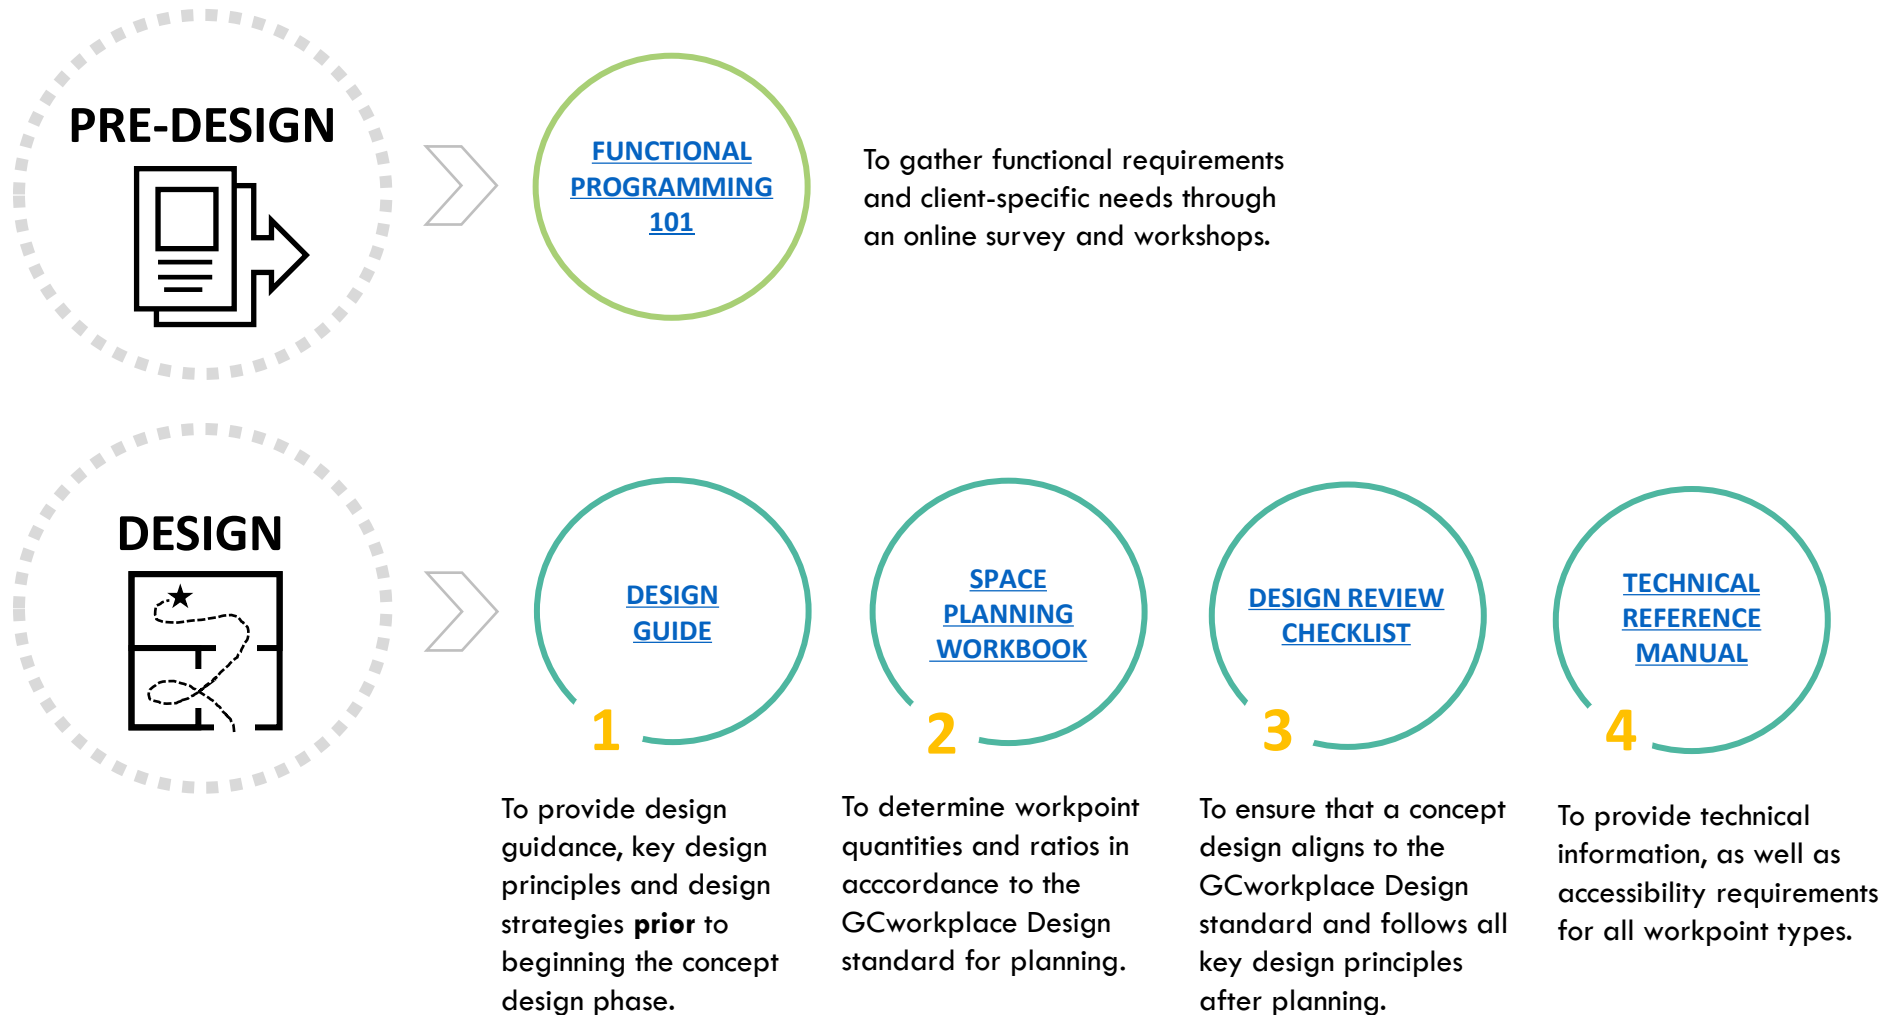 PRE-DESIGN
FUNCTIONAL
PROGRAMMING
101
To gather functional requirements
and client-specific needs through
an online survey and workshops.
DESIGN
DESIGN
GUIDE
1
To provide design
guidance, key design
principles and design
strategies prior to
beginning the concept
design phase.
SPACE
PLANNING
WORKBOOK
2
To determine workpoint
quantities and ratios in
acccordance to the
GCworkplace Design
standard for planning.
DESIGN REVIEW
CHECKLIST
3
To ensure that a concept
design aligns to the
GCworkplace Design
standard and follows all
key design principles
after planning.
TECHNICAL
REFERENCE
MANUAL
4
To provide technical
information, as well as
accessibility requirements
for all workpoint types.